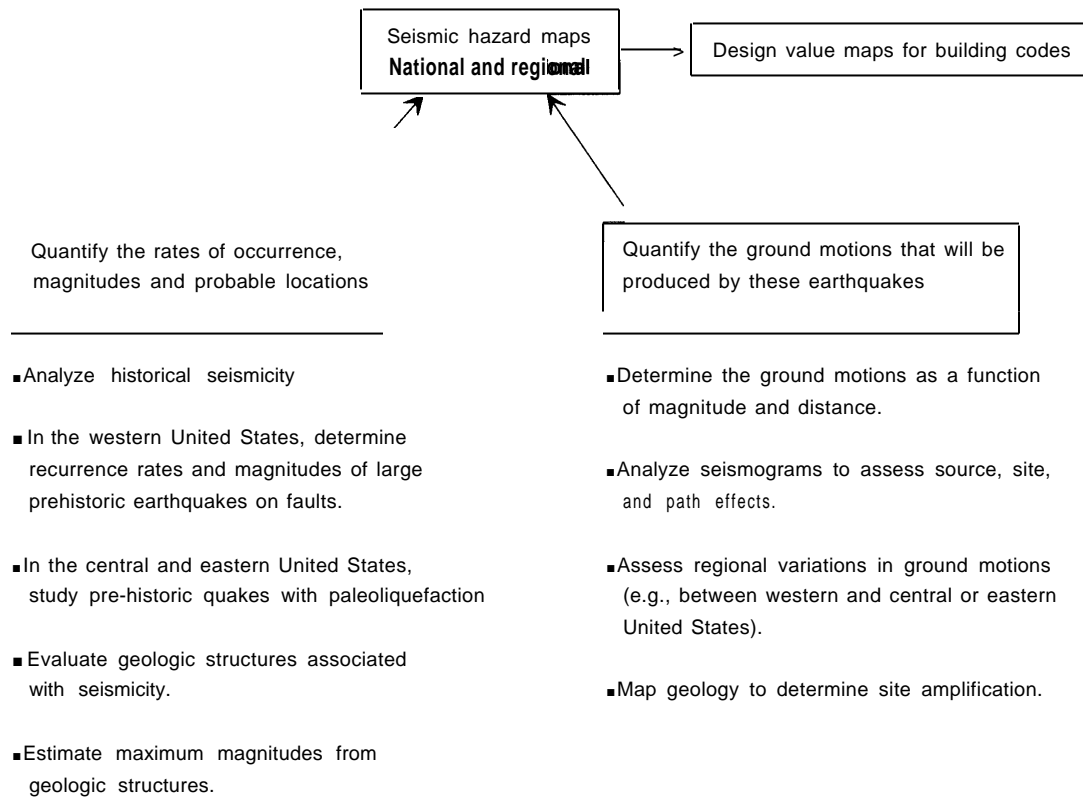 Seismic hazard maps
National and regional
Design value maps for building codes
Quantify the rates of occurrence,
magnitudes and probable locations
■Analyze historical seismicity
■In the western United States, determine
recurrence rates and magnitudes of large
prehistoric earthquakes on faults.
■In the central and eastern United States,
study pre-historic quakes with paleoliquefaction
■Evaluate geologic structures associated
with seismicity.
■Estimate maximum magnitudes from
geologic structures.
Quantify the ground motions that will be
produced by these earthquakes
■Determine the ground motions as a function
of magnitude and distance.
■Analyze seismograms to assess source, site,
and path effects.
■Assess regional variations in ground motions
(e.g., between western and central or eastern
United States).
■Map geology to determine site amplification.